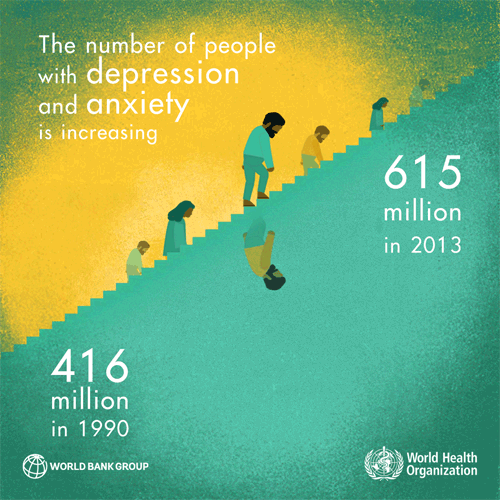 The number of people
with depression
and anxiety
is increasing
615
million
in 2013
416
million
in 1990
WORLD BANK GROUP
World Health
Organization